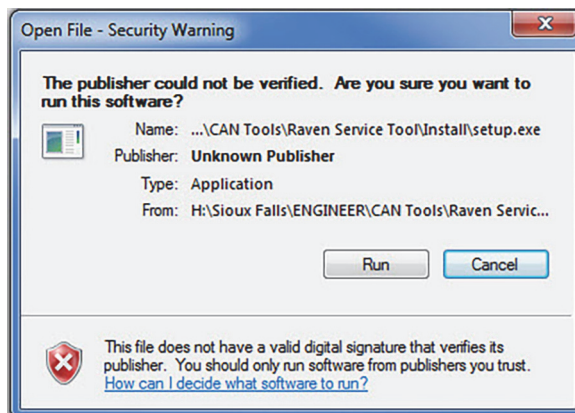 Open File - Security Warning
The publisher could not be verified.  Are you sure you want to
run this software?
Name: ...\CAN Tools\Raven Service Tool\Install\setup.exe
Publisher: Unknown Publisher
Type: Application
From: H:\Sioux Falls\ENGINEER\CAN Tools\Raven Servic...
Run Cancel
This file does not have a valid digital signature that verifies its
publisher.  You should only run software from publishers you trust.
How can I decide what software to run?